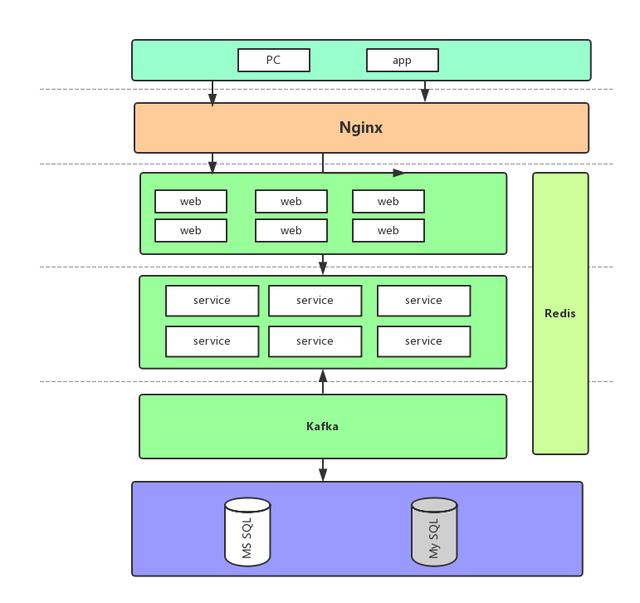 PC
app
Nginx
web
web
web
web
web
web
service
service
service
service
service
service
Redis
Kafka
MS SQL
My SQL